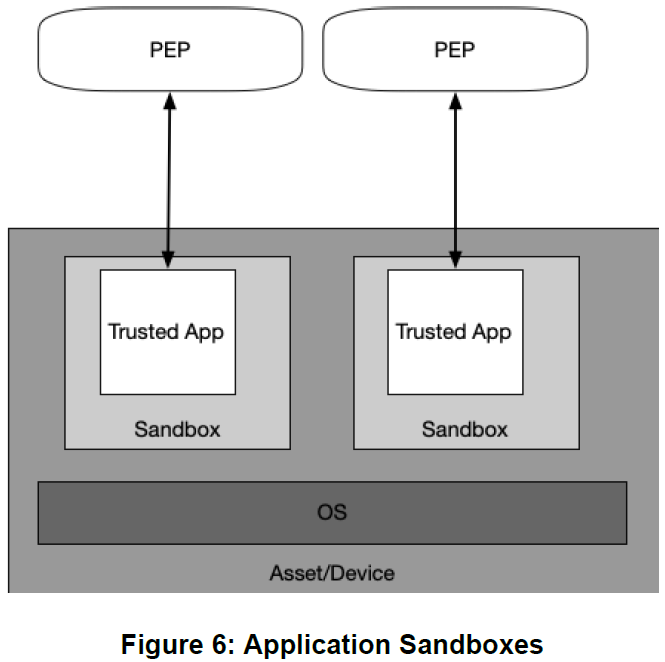 PEP
PEP
Trusted App
Trusted App
Sandbox
Sandbox
OS
Asset/Device
Figure 6: Application Sandboxes